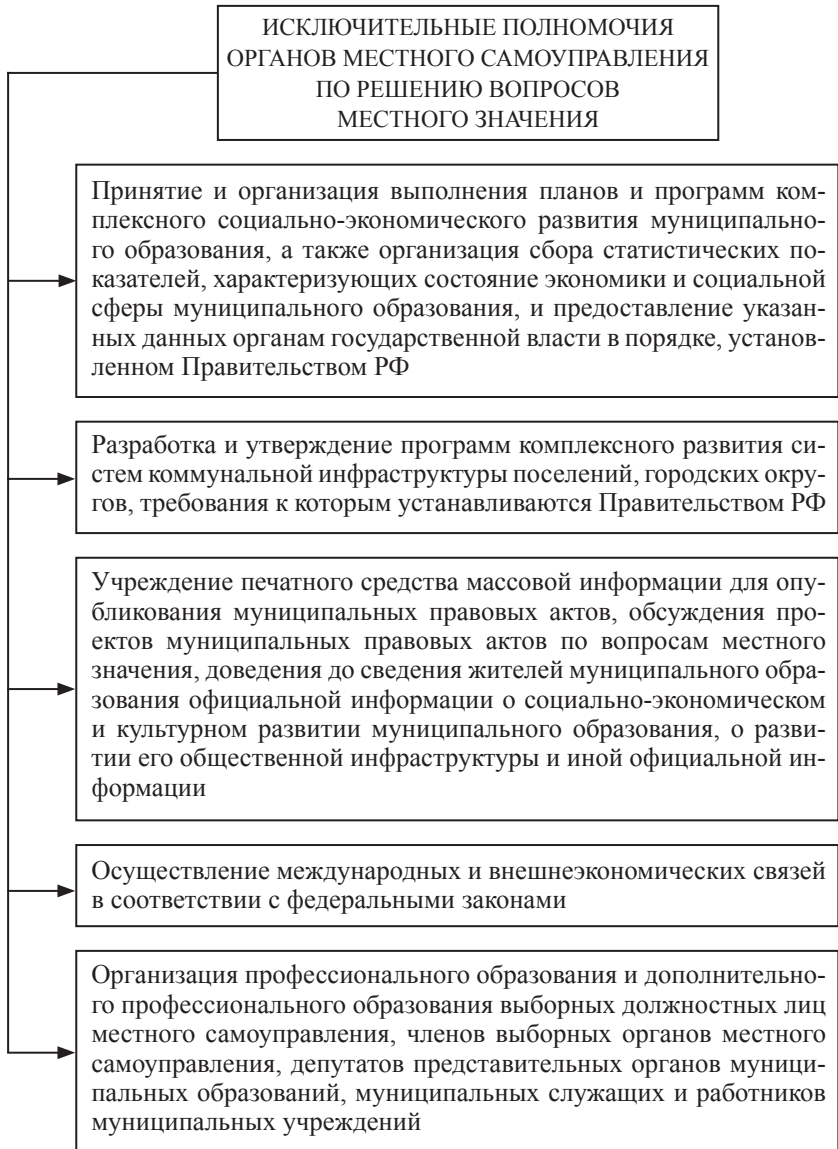 ИСКЛЮЧИТЕЛЬНЫЕ ПОЛНОМОЧИЯ
ОРГАНОВ МЕСТНОГО САМОУПРАВЛЕНИЯ
ПО РЕШЕНИЮ ВОПРОСОВ
МЕСТНОГО ЗНАЧЕНИЯ
Принятие и организация выполнения планов и программ ком-
плексного социально-экономического развития муниципально-
го образования, а также организация сбора статистических по-
казателей, характеризующих состояние экономики и социальной
сферы муниципального образования, и предоставление указан-
ных данных органам государственной власти в порядке, установ-
ленном Правительством РФ
Разработка и утверждение программ комплексного развития си-
стем коммунальной инфраструктуры поселений, городских окру-
гов, требования к которым устанавливаются Правительством РФ
Учреждение печатного средства массовой информации для опу-
бликования муниципальных правовых актов, обсуждения про-
ектов муниципальных правовых актов по вопросам местного
значения, доведения до сведения жителей муниципального обра-
зования официальной информации о социально-экономическом
и культурном развитии муниципального образования, о разви-
тии его общественной инфраструктуры и иной официальной ин-
формации
Осуществление международных и внешнеэкономических связей
в соответствии с федеральными законами
Организация профессионального образования и дополнительно-
го профессионального образования выборных должностных лиц
местного самоуправления, членов выборных органов местного
самоуправления, депутатов представительных органов муници-
пальных образований, муниципальных служащих и работников
муниципальных учреждений